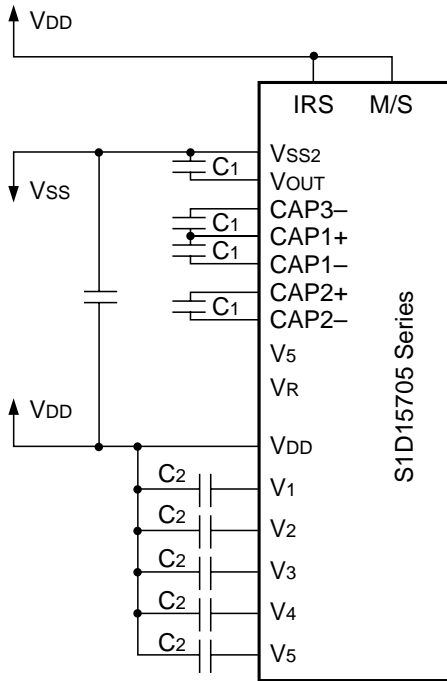 VDD
IRS M/S
VSS2
C1
VOUT
VSS
CAP3–
C1
CAP1+
C1
CAP1–
CAP2+
C1
CAP2–
V5
VR
S1D15705 Series
VDD
VDD
C2
V1
C2
V2
C2
V3
C2
V4
C2
V5